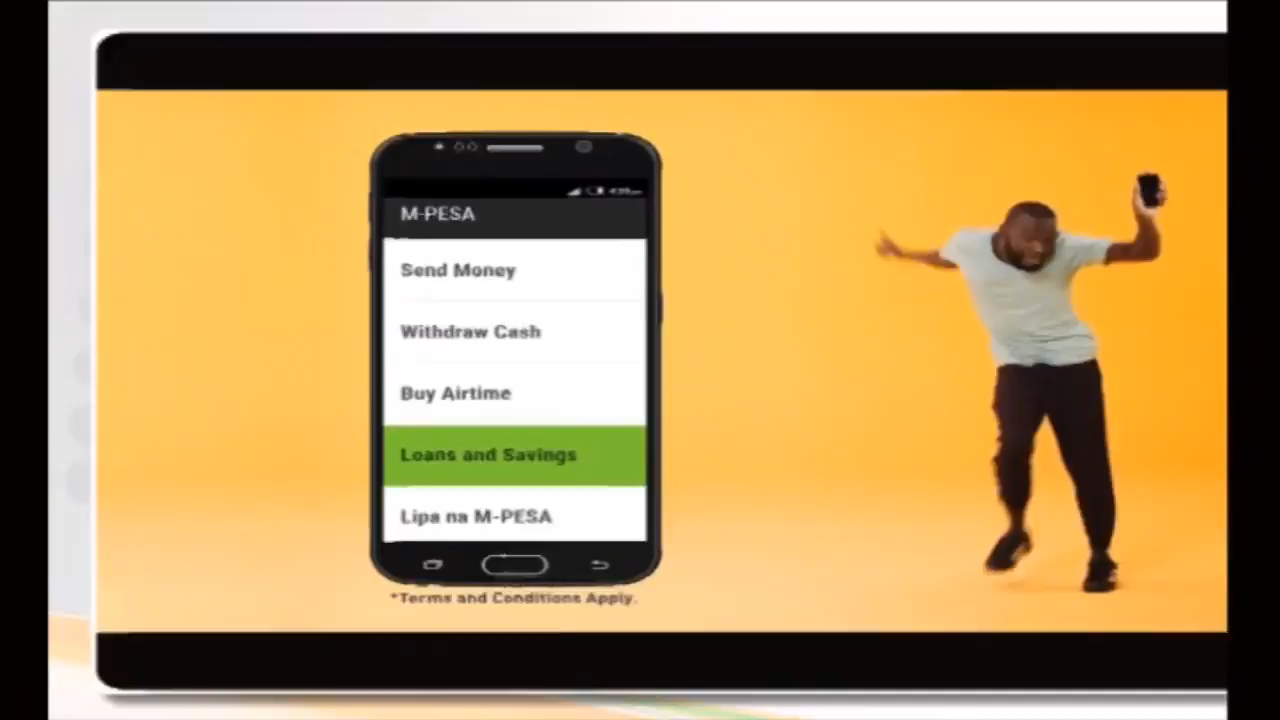 M-PESA
Send Money
Withdraw Cash
Buy Airtime
Loans and Savings
Lipa na M-PESA
*Terms and Conditions Apply.